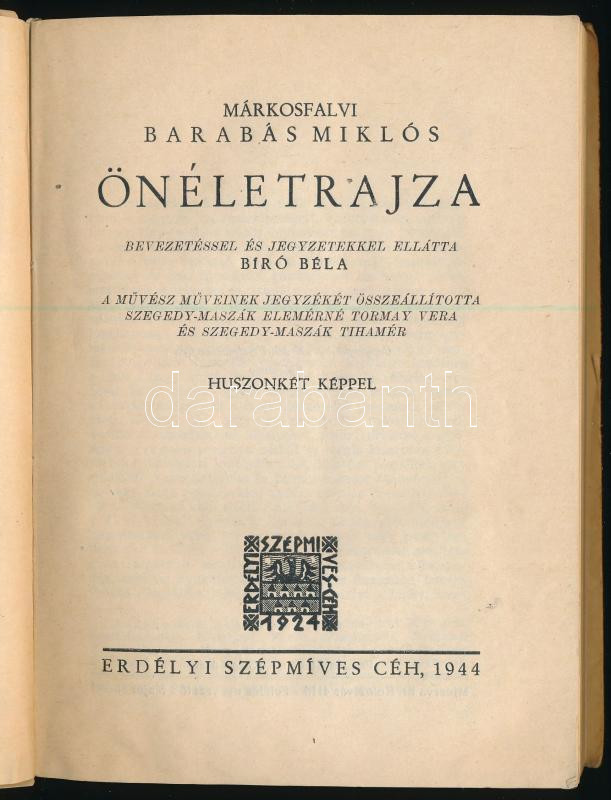 MÁRKOSFALVI
BARABÁS MIKLÓS
ÖNÉLETRAJZA
BEVEZETÉSSEL ÉS JEGYZETEKKEL ELLÁTTA
BÍRÓ BÉLA
A MŰVÉSZ MŰVEINEK JEGYZÉKÉT ÖSSZEÁLLÍTOTTA
SZEGEDY-MASZÁK ELEMÉRNÉ TORMAY VERA
ÉS SZEGEDY-MASZÁK TIHAMÉR
HUSZONKÉT KÉPPEL
darabanth
ERDÉLYI
SZÉPMI
VES-CÉH
1924
ERDÉLYI SZÉPMÍVES CÉH, 1944